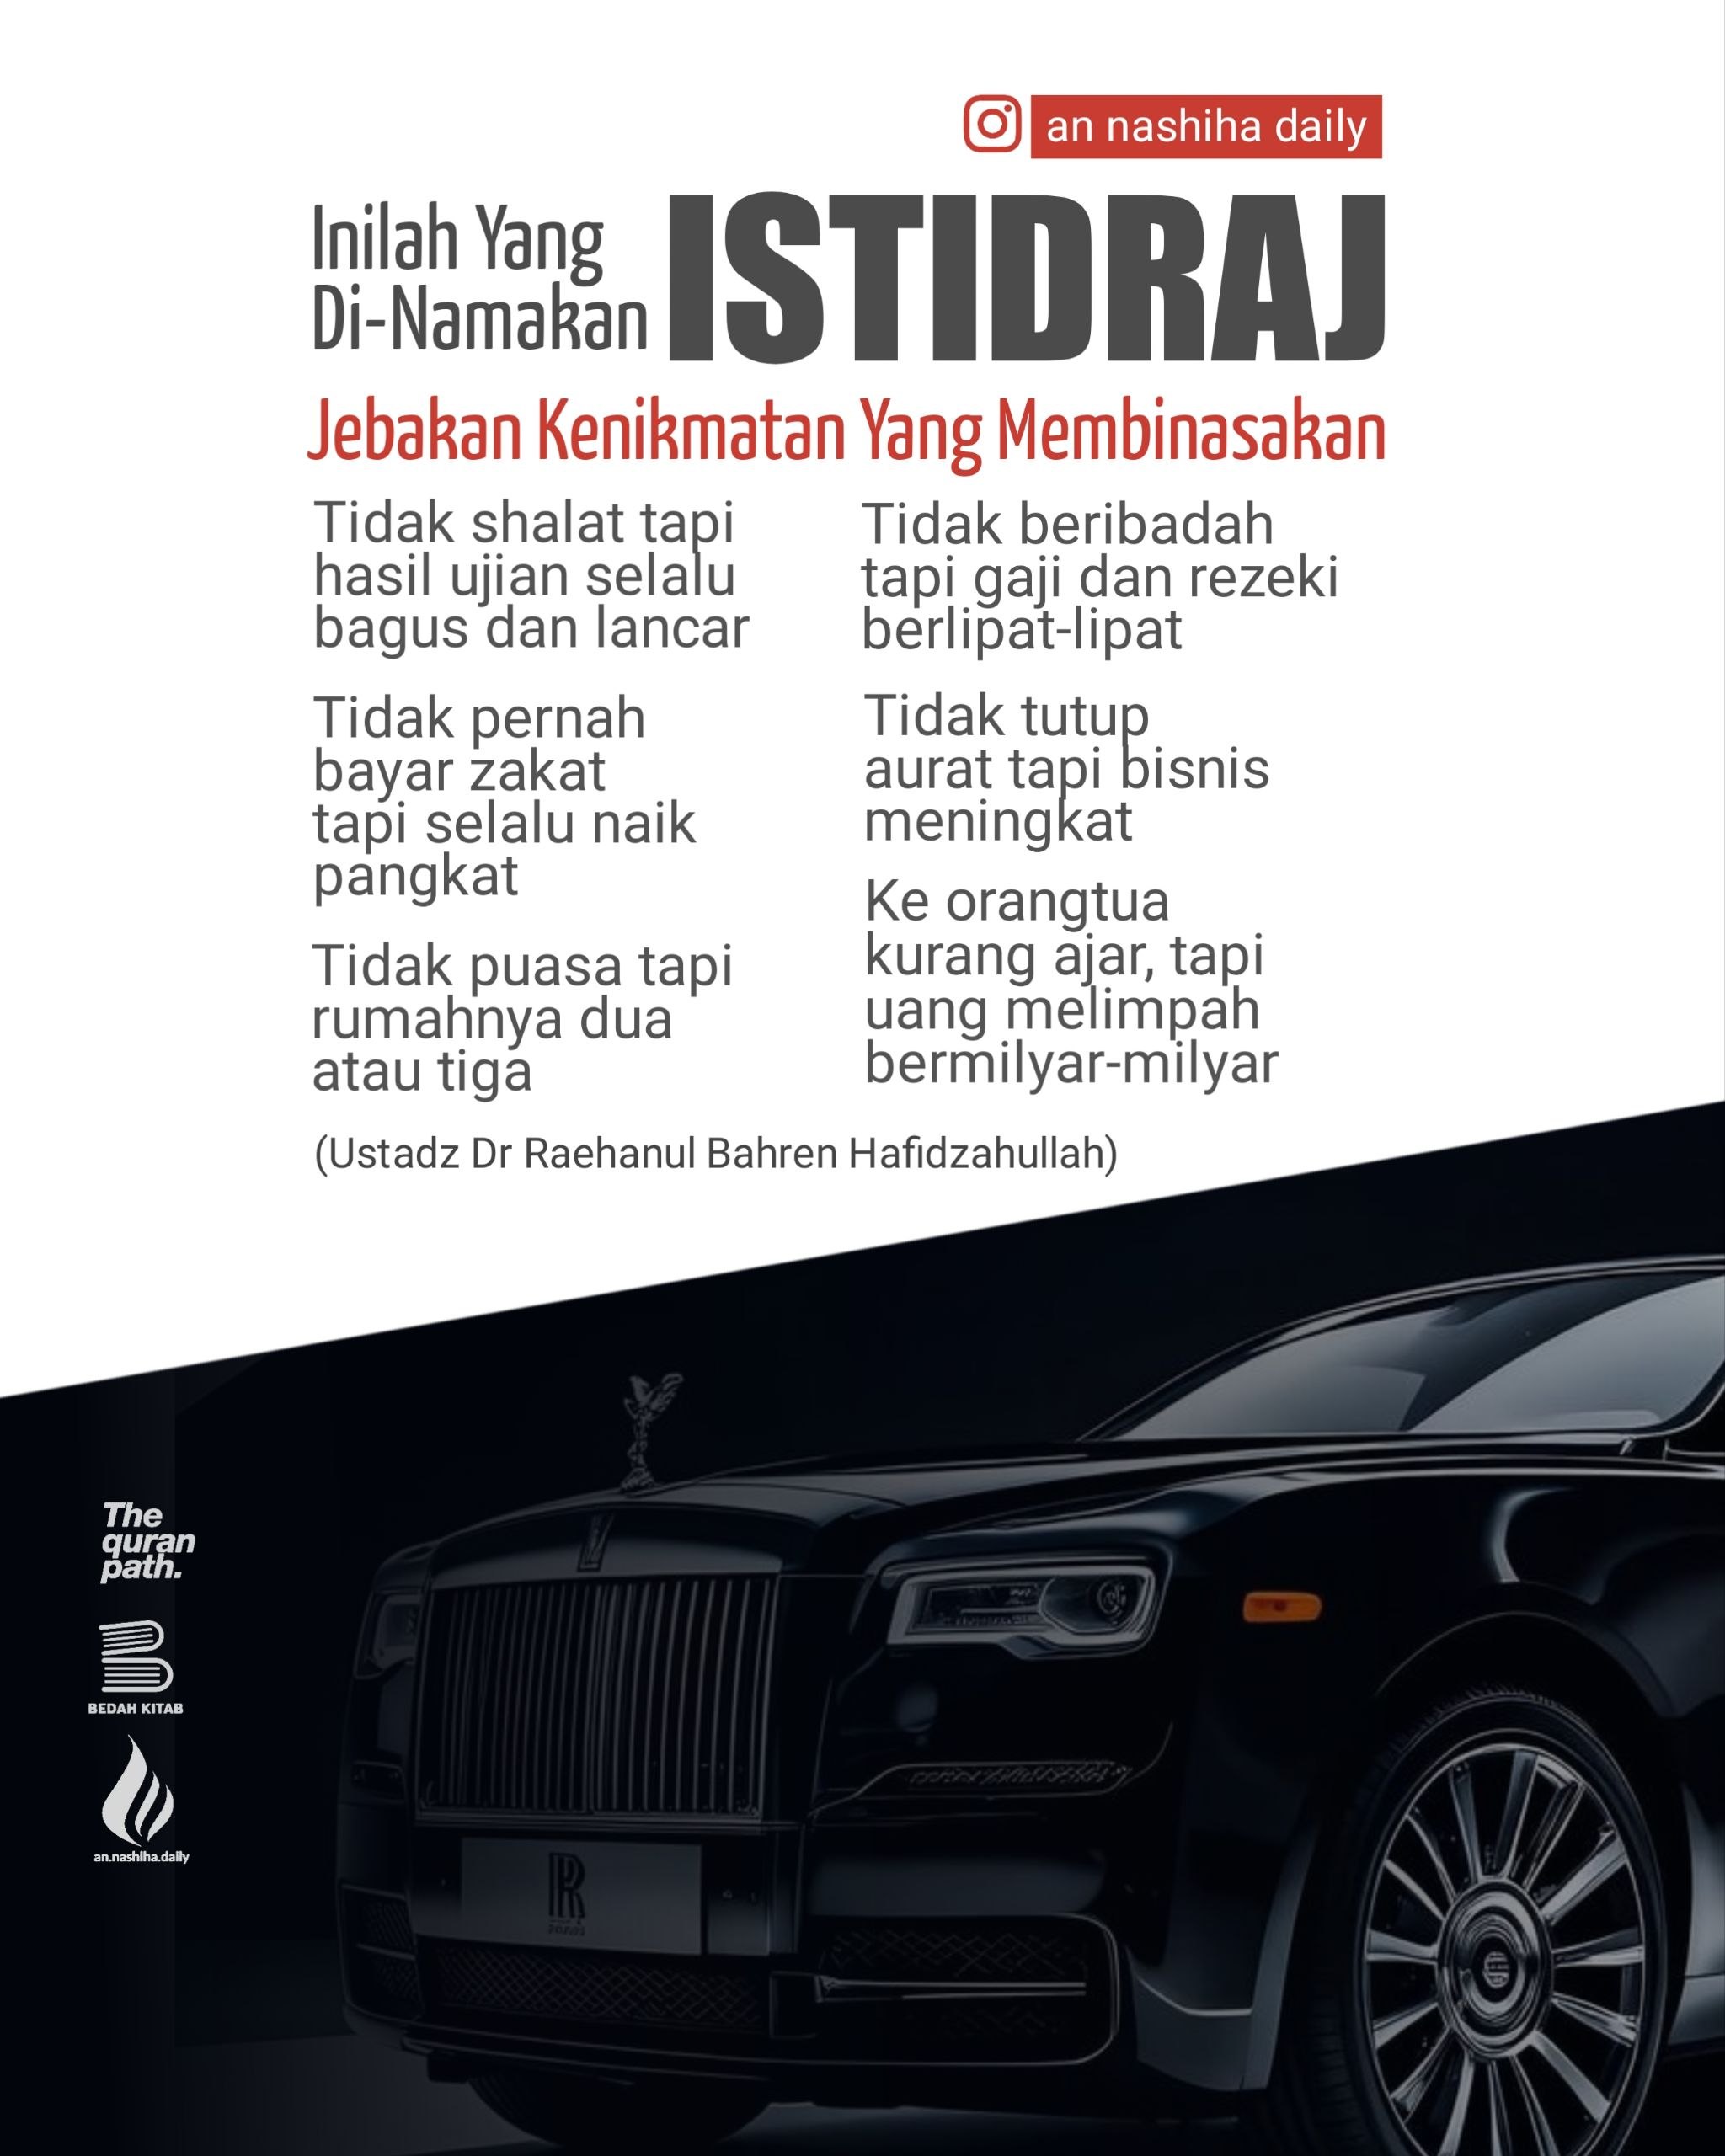 an nashiha daily
Inilah Yang
Di-Namakan
ISTIDRAJ
Jebakan Kenikmatan Yang Membinasakan
Tidak shalat tapi
hasil ujian selalu
bagus dan lancar
Tidak pernah
bayar zakat
tapi selalu naik
pangkat
Tidak puasa tapi
rumahnya dua
atau tiga
Tidak beribadah
tapi gaji dan rezeki
berlipat-lipat
Tidak tutup
aurat tapi bisnis
meningkat
Ke orangtua
kurang ajar, tapi
uang melimpah
bermilyar-milyar
(Ustadz Dr Raehanul Bahren Hafidzahullah)
The
quran
path.
BEDAH KITAB
an.nashiha.daily